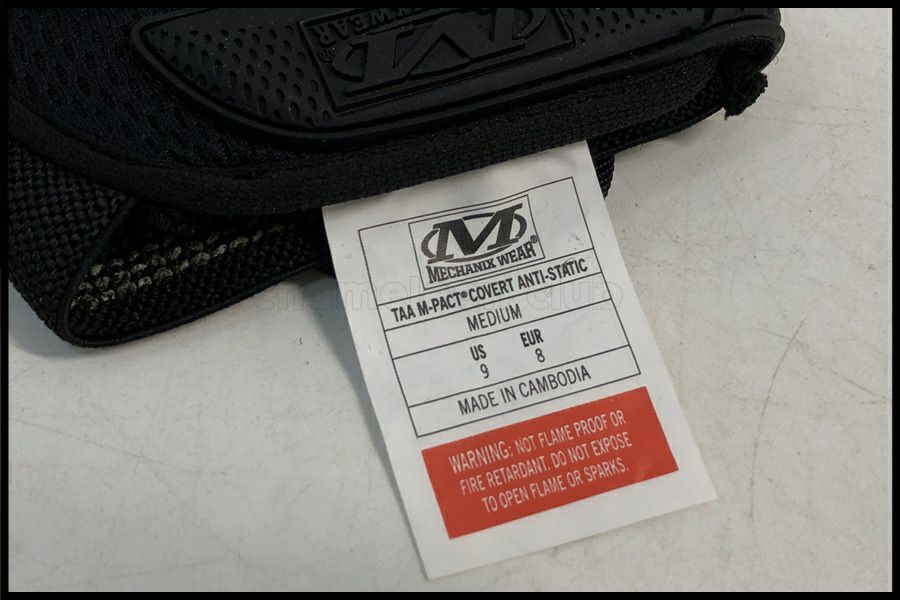 MECHANIX WEAR®
TAA M-PACT® COVERT ANTI-STATIC
MEDIUM
US EUR
9 8
MADE IN CAMBODIA
WARNING: NOT FLAME PROOF OR
FIRE RETARDANT. DO NOT EXPOSE
TO OPEN FLAME OR SPARKS.